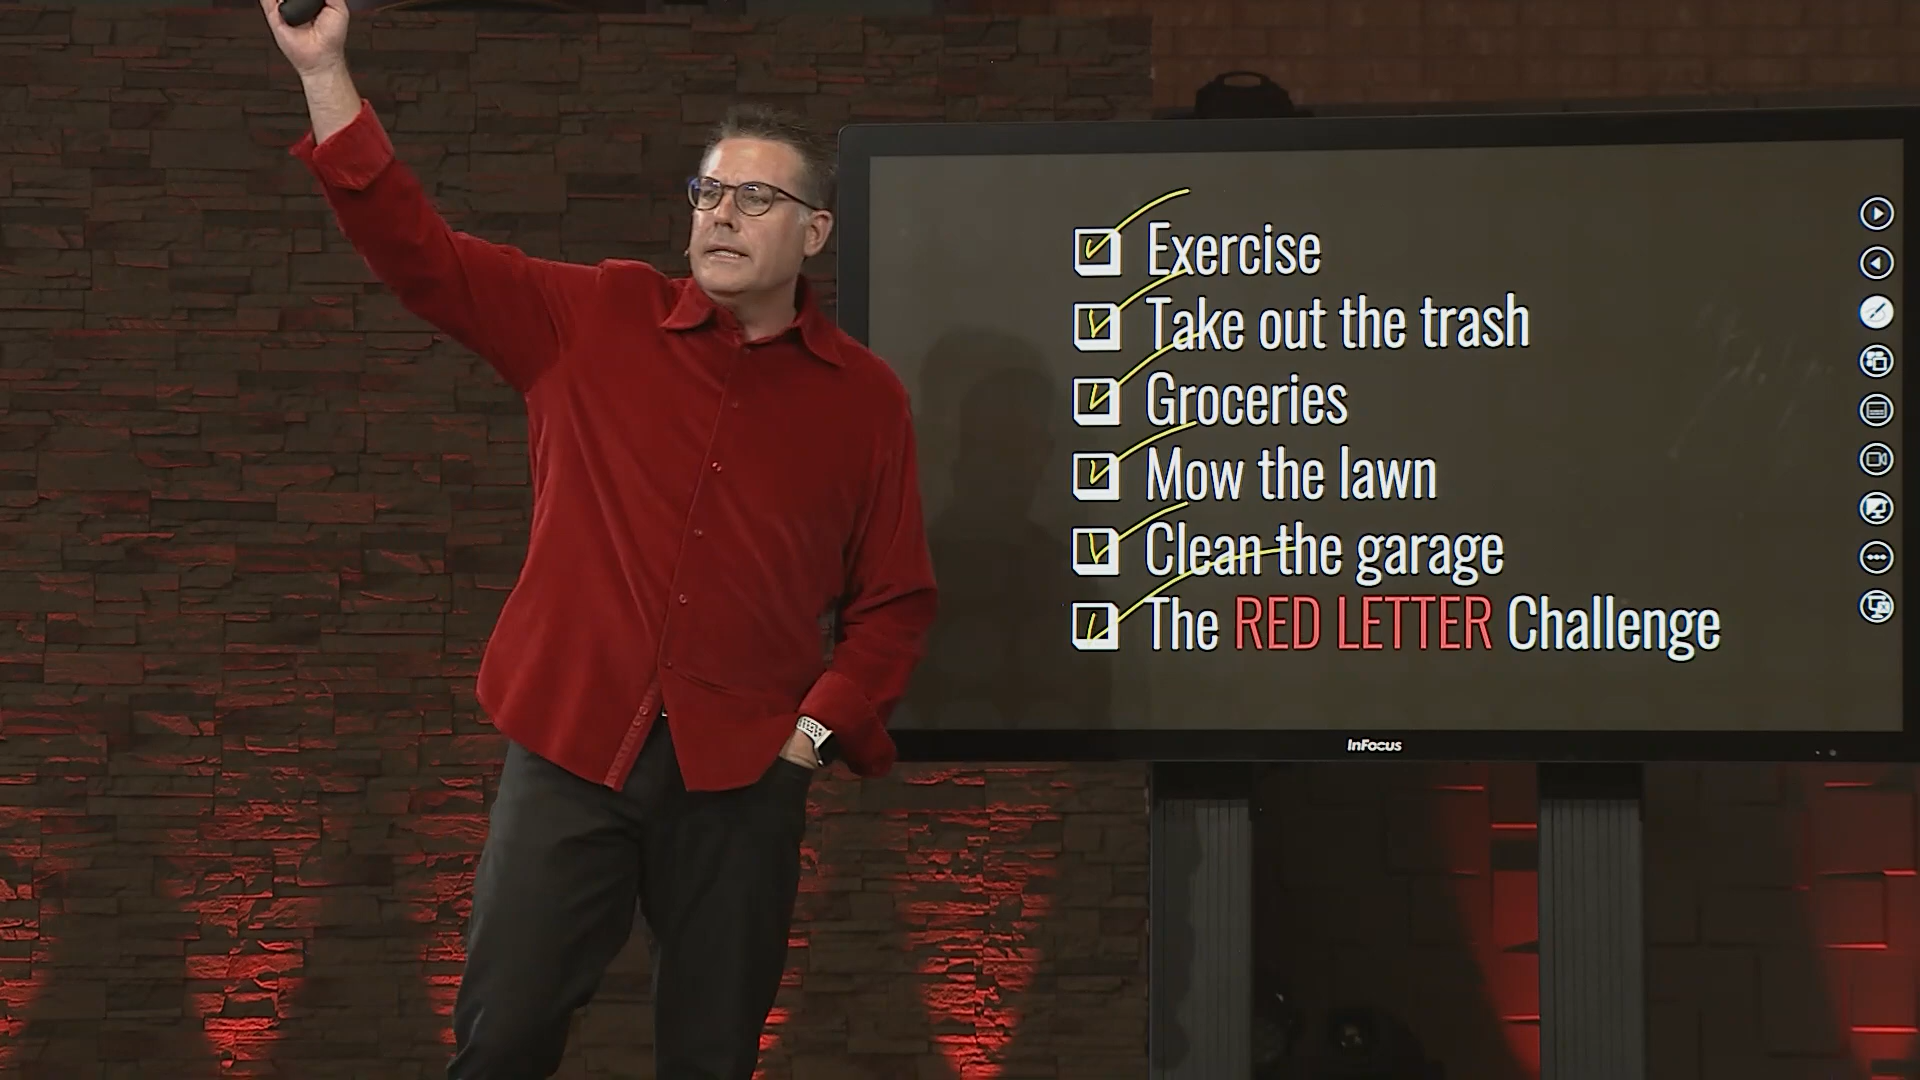 Exercise
Take out the trash
Groceries
Mow the lawn
Clean the garage
The RED LETTER Challenge
InFocus